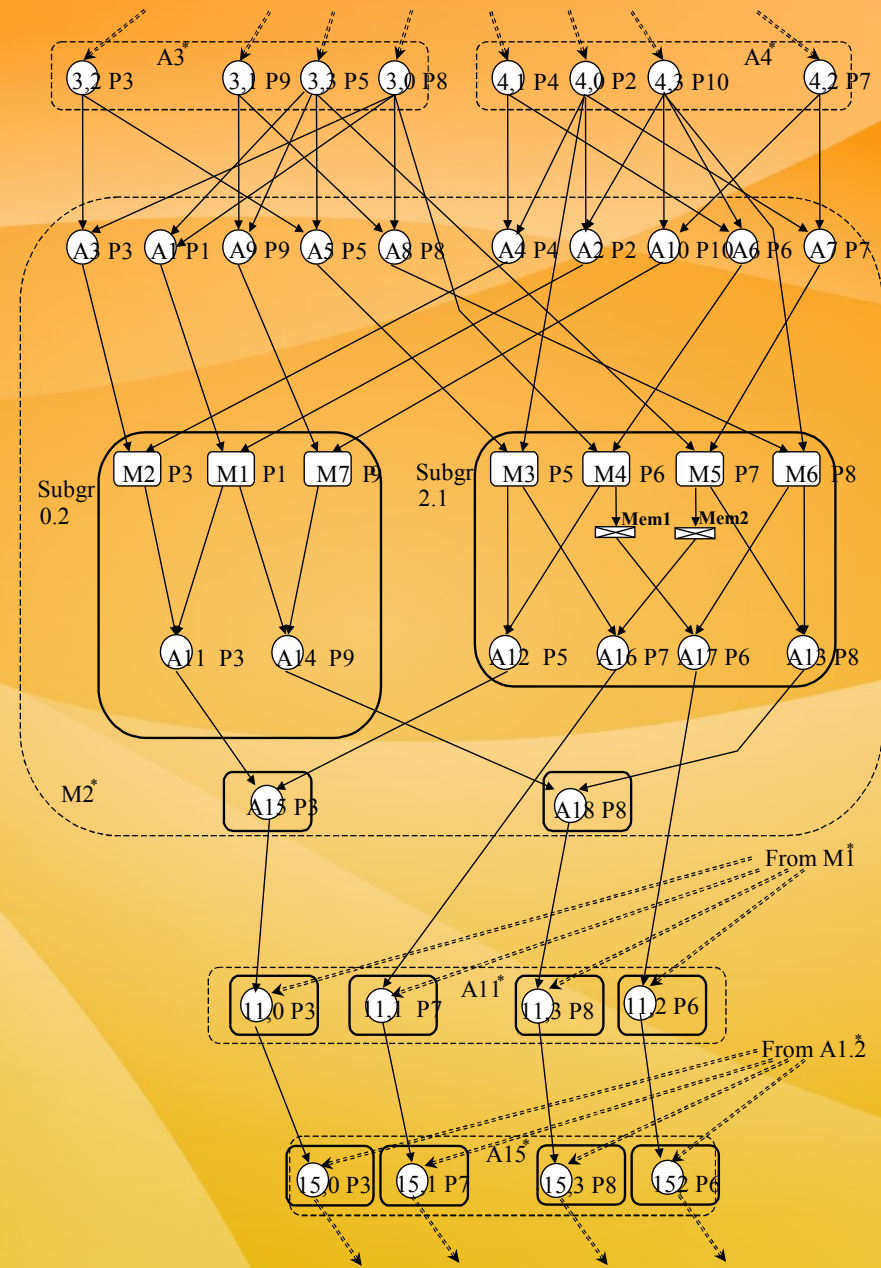 A3* A4*
3,2 P3 3,1 P9 3,3 P5 3,0 P8 4,1 P4 4,0 P2 4,3 P10 4,2 P7
A3 P3 A1 P1 A9 P9 A5 P5 A8 P8 A4 P4 A2 P2 A10 P10 A6 P6 A7 P7
Subgr
0.2
M2 P3 M1 P1 M7 P9
Subgr
2.1
M3 P5 M4 P6 M5 P7 M6 P8
Mem1 Mem2
A11 P3 A14 P9 A12 P5 A16 P7 A17 P6 A13 P8
M2*
A15 P3 A18 P8
From M1*
A11*
11,0 P3 11,1 P7 11,3 P8 11,2 P6
From A1.2*
A15*
15,0 P3 15,1 P7 15,3 P8 152 P6